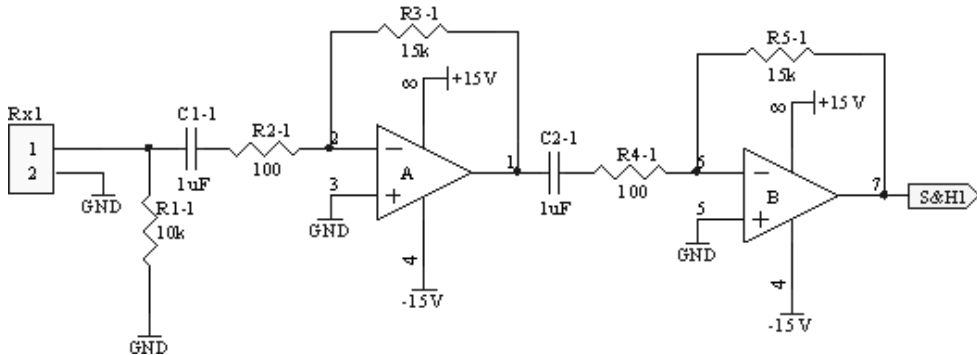 R3-1
15k
8
+15V
R5-1
15k
8
+15V
Rx1
1
2
GND
C1-1
1uF
R2-1
100
2
A
3
GND
1
C2-1
1uF
R4-1
100
6
B
5
GND
7
S&H1
R1-1
10k
GND
4
-15V
4
-15V